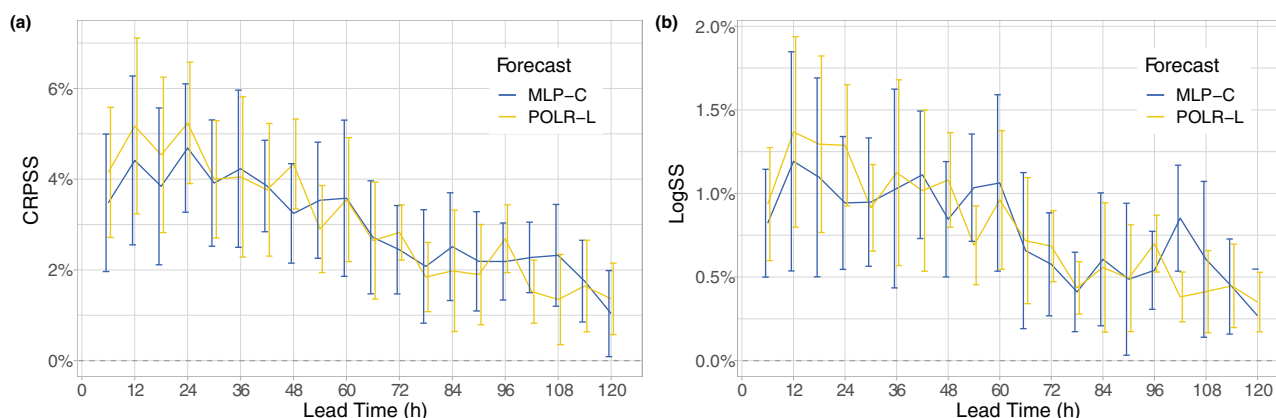 (a)
6%
4%
2%
0%
CRPSS
Forecast
MLP−C
POLR−L
0 12 24 36 48 60 72 84 96 108 120
Lead Time (h)
(b)
2.0%
1.5%
1.0%
0.5%
0.0%
LogSS
Forecast
MLP−C
POLR−L
0 12 24 36 48 60 72 84 96 108 120
Lead Time (h)